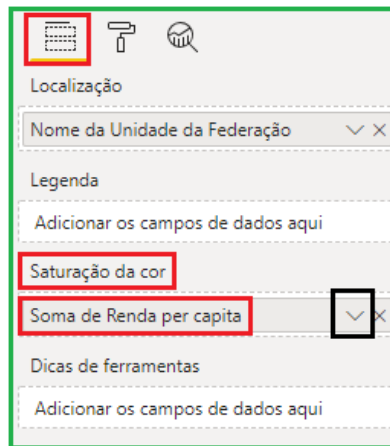 Localização
Nome da Unidade da Federação
Legenda
Adicionar os campos de dados aqui
Saturação da cor
Soma de Renda per capita
Dicas de ferramentas
Adicionar os campos de dados aqui